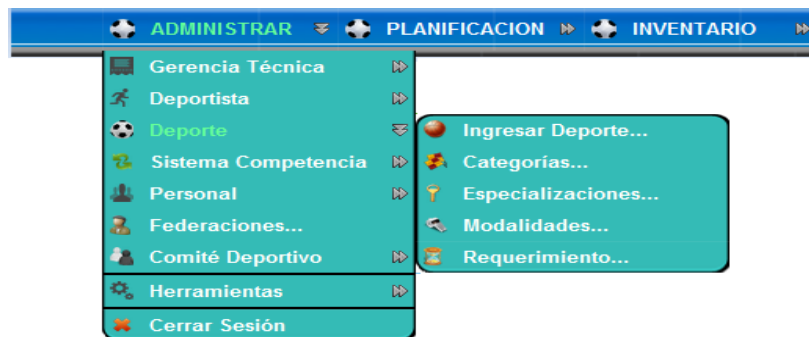 ADMINISTRAR PLANIFICACION INVENTARIO
Gerencia Técnica
Deportista
Deporte
Sistema Competencia
Personal
Federaciones...
Comité Deportivo
Herramientas
Cerrar Sesión
Ingresar Deporte...
Categorías...
Especializaciones...
Modalidades...
Requerimiento...